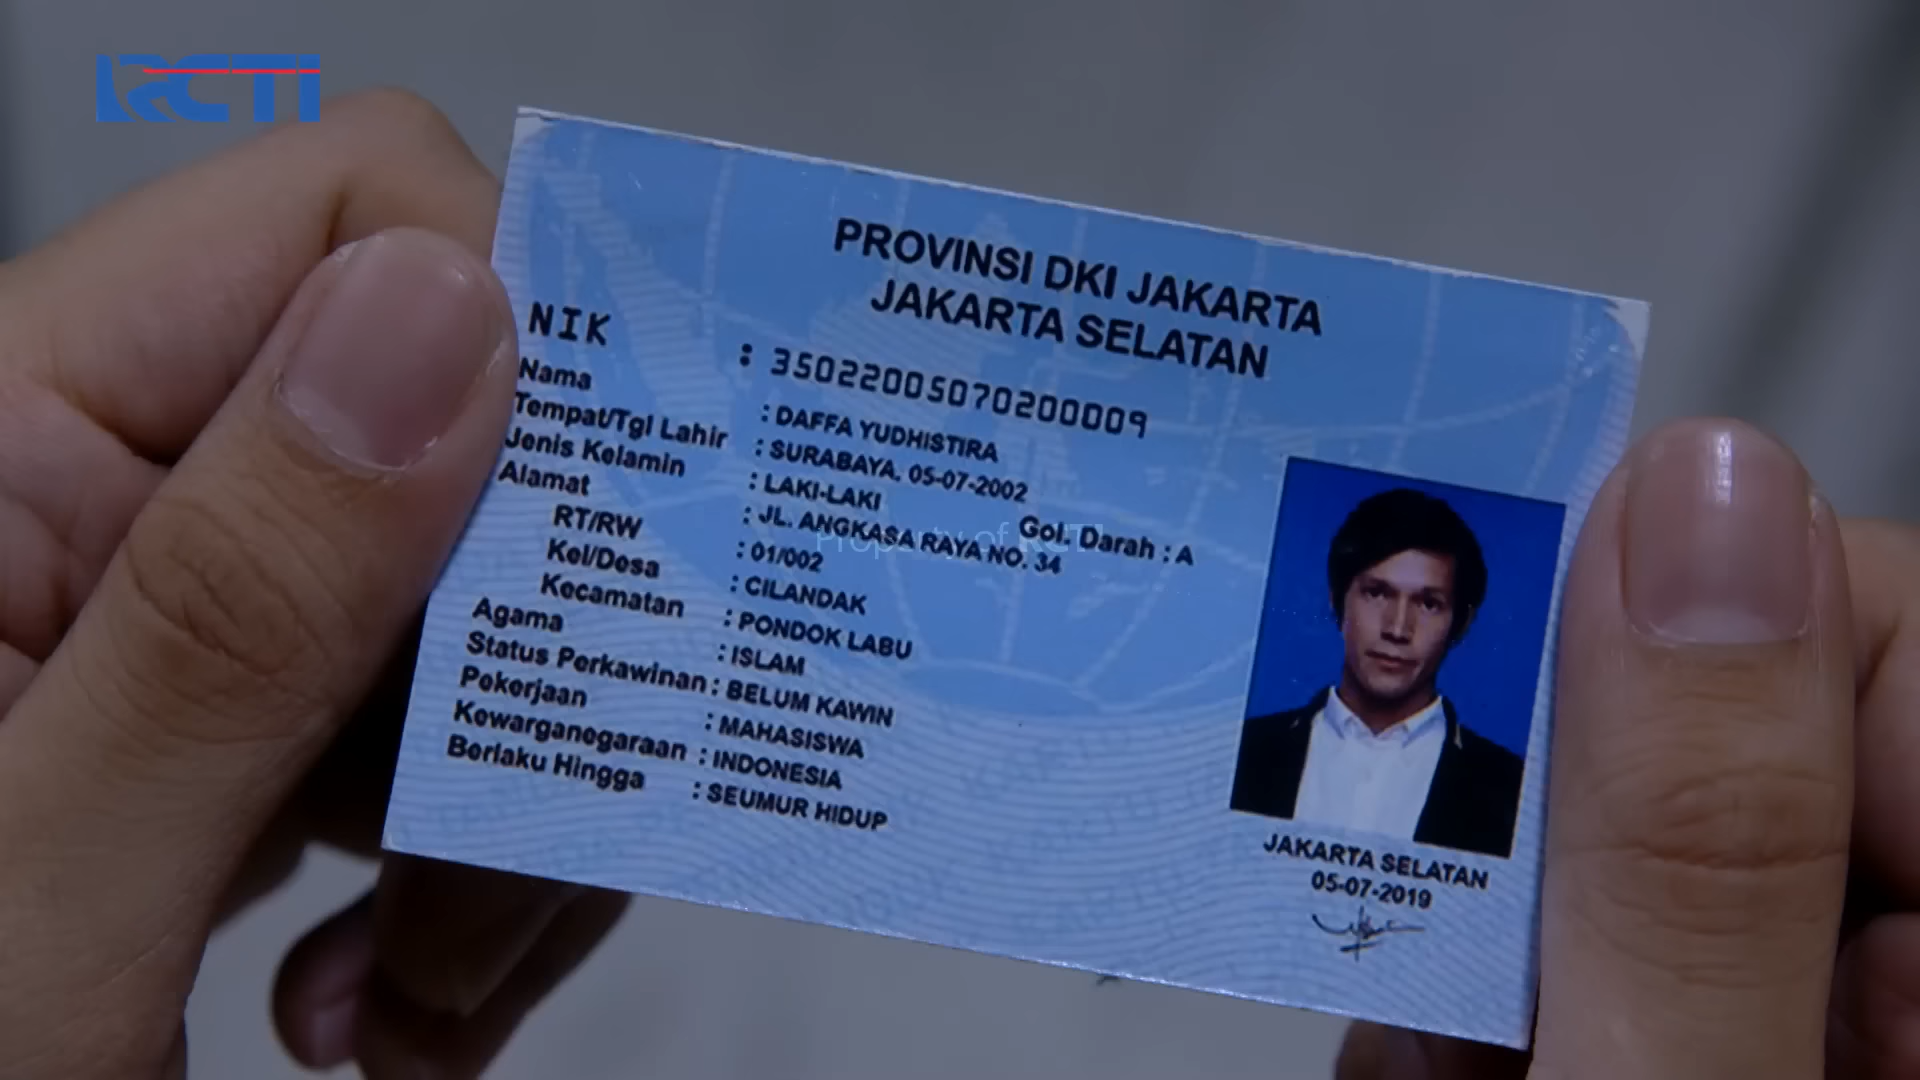 RCTI
PROVINSI DKI JAKARTA
JAKARTA SELATAN
NIK : 3502200507020009
Nama : DAFFA YUDHISTIRA
Tempat/Tgl Lahir : SURABAYA, 05-07-2002
Jenis Kelamin : LAKI-LAKI Gol. Darah : A
Alamat : JL. ANGKASA RAYA NO. 34
RT/RW : 01/002
Kel/Desa : CILANDAK
Kecamatan : PONDOK LABU
Agama : ISLAM
Status Perkawinan : BELUM KAWIN
Pekerjaan : MAHASISWA
Kewarganegaraan : INDONESIA
Berlaku Hingga : SEUMUR HIDUP
JAKARTA SELATAN
05-07-2019
Property of RCTI